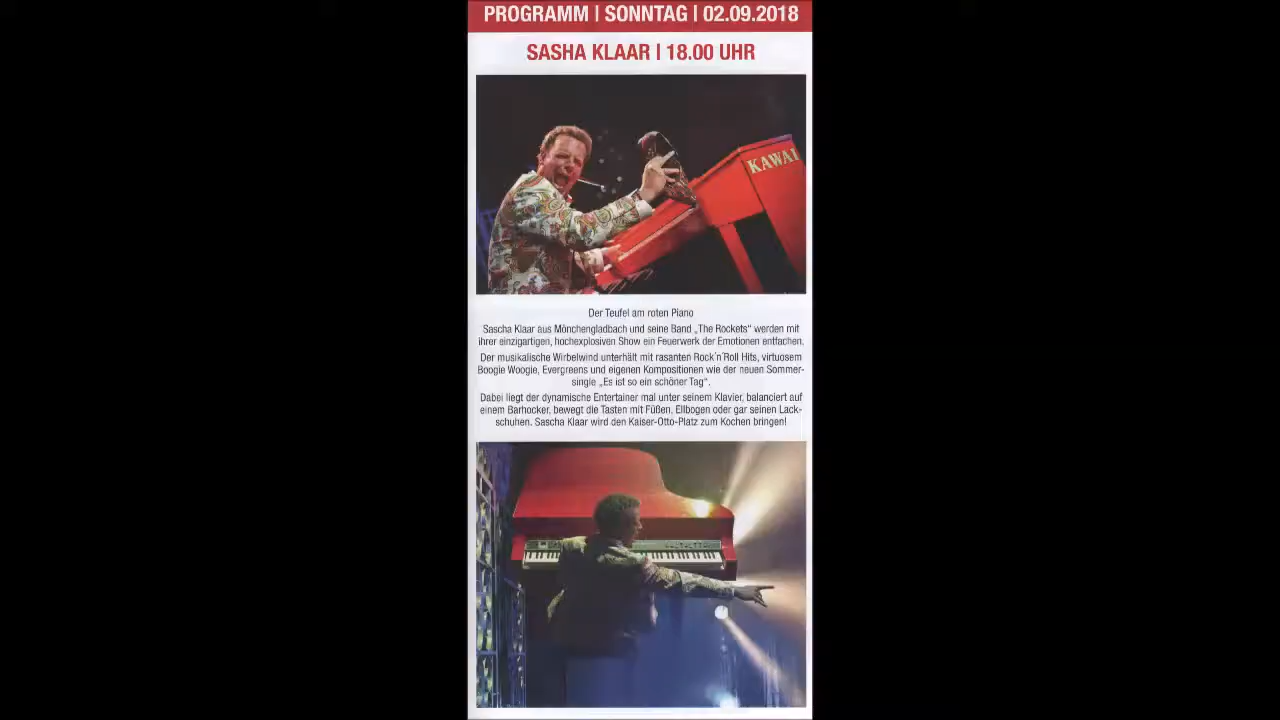 PROGRAMM | SONNTAG | 02.09.2018
SASHA KLAAR | 18.00 UHR
KAWAI
Der Teufel am roten Piano
Sascha Klaar aus Mönchengladbach und seine Band „The Rockets“ werden mit
ihrer einzigartigen, hochexplosiven Show ein Feuerwerk der Emotionen entfachen.
Der musikalische Wirbelwind unterhält mit rasanten Rock´n´Roll Hits, virtuosem
Boogie Woogie, Evergreens und eigenen Kompositionen wie der neuen Sommer-
single „Es ist so ein schöner Tag“.
Dabei liegt der dynamische Entertainer mal unter seinem Klavier, balanciert auf
einem Barhocker, bewegt die Tasten mit Füßen, Ellbogen oder gar seinen Lack-
schuhen. Sascha Klaar wird den Kaiser-Otto-Platz zum Kochen bringen!